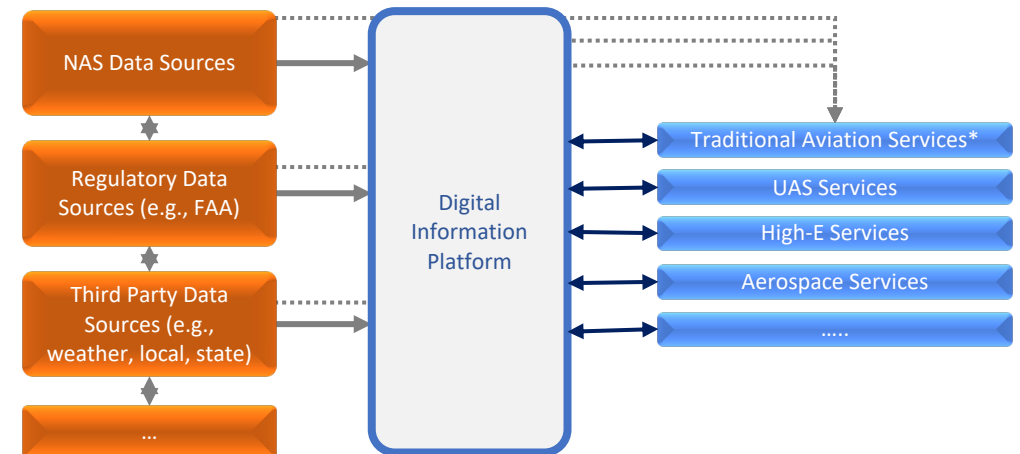 NAS Data Sources
Regulatory Data
Sources (e.g., FAA)
Third Party Data
Sources (e.g.,
weather, local, state)
...
Digital
Information
Platform
Traditional Aviation Services*
UAS Services
High-E Services
Aerospace Services
.....